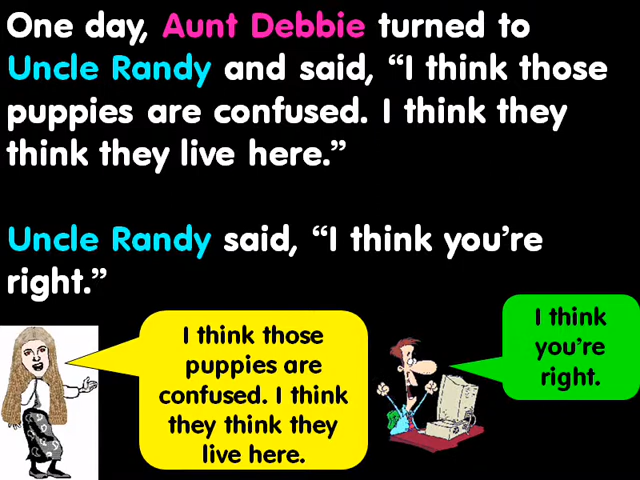 One day, Aunt Debbie turned to
Uncle Randy and said, “I think those
puppies are confused. I think they
think they live here.”
Uncle Randy said, “I think you’re
right.”
I think those
puppies are
confused. I think
they think they
live here.
I think
you’re
right.